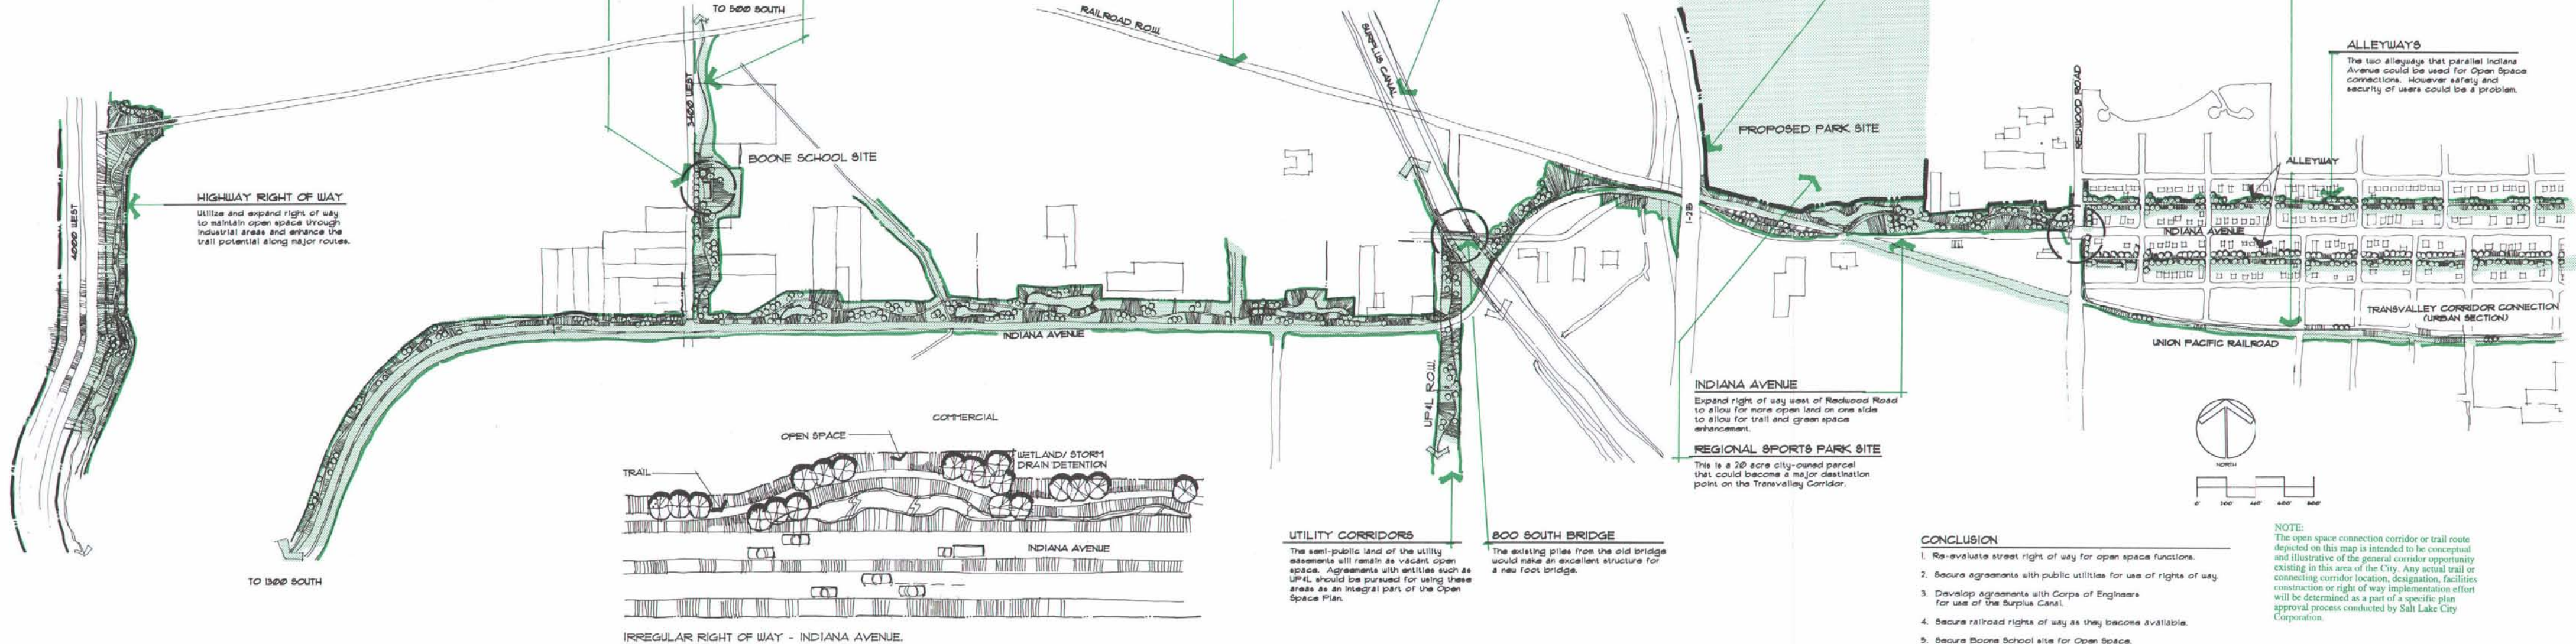 TO 500 SOUTH
RAILROAD R.O.W.
SURPLUS CANAL
3400 WEST
REDWOOD ROAD
ALLEYWAYS
The two alleyways that parallel Indiana
Avenue could be used for Open Space
connections. However safety and
security of users could be a problem.
PROPOSED PARK SITE
BOONE SCHOOL SITE
ALLEYWAY
HIGHWAY RIGHT OF WAY
Utilize and expand right of way
to maintain open space through
industrial areas and enhance the
trail potential along major routes.
4000 WEST
I-215
INDIANA AVENUE
INDIANA AVENUE
TRANSVALLEY CORRIDOR CONNECTION
(URBAN SECTION)
UNION PACIFIC RAILROAD
UP&L R.O.W.
INDIANA AVENUE
Expand right of way west of Redwood Road
to allow for more open land on one side
to allow for trail and green space
enhancement.
REGIONAL SPORTS PARK SITE
This is a 20 acre city-owned parcel
that could become a major destination
point on the Transvalley Corridor.
NORTH
COMMERCIAL
OPEN SPACE
WETLAND/ STORM
DRAIN DETENTION
TRAIL
INDIANA AVENUE
IRREGULAR RIGHT OF WAY - INDIANA AVENUE.
TO 1300 SOUTH
UTILITY CORRIDORS
The semi-public land of the utility
easements will remain as vacant open
space. Agreements with entities such as
UP&L should be pursued for using these
areas as an integral part of the Open
Space Plan.
800 SOUTH BRIDGE
The existing piles from the old bridge
would make an excellent structure for
a new foot bridge.
CONCLUSION
1. Re-evaluate street right of way for open space functions.
2. Secure agreements with public utilities for use of rights of way.
3. Develop agreements with Corps of Engineers
for use of the Surplus Canal.
4. Secure railroad rights of way as they become available.
5. Secure Boone School site for Open Space.
NOTE:
The open space connection corridor or trail route
depicted on this map is intended to be conceptual
and illustrative of the general corridor opportunity
existing in this area of the City. Any actual trail or
connecting corridor location, designation, facilities
construction or right of way implementation effort
will be determined as a part of a specific plan
approval process conducted by Salt Lake City
Corporation.